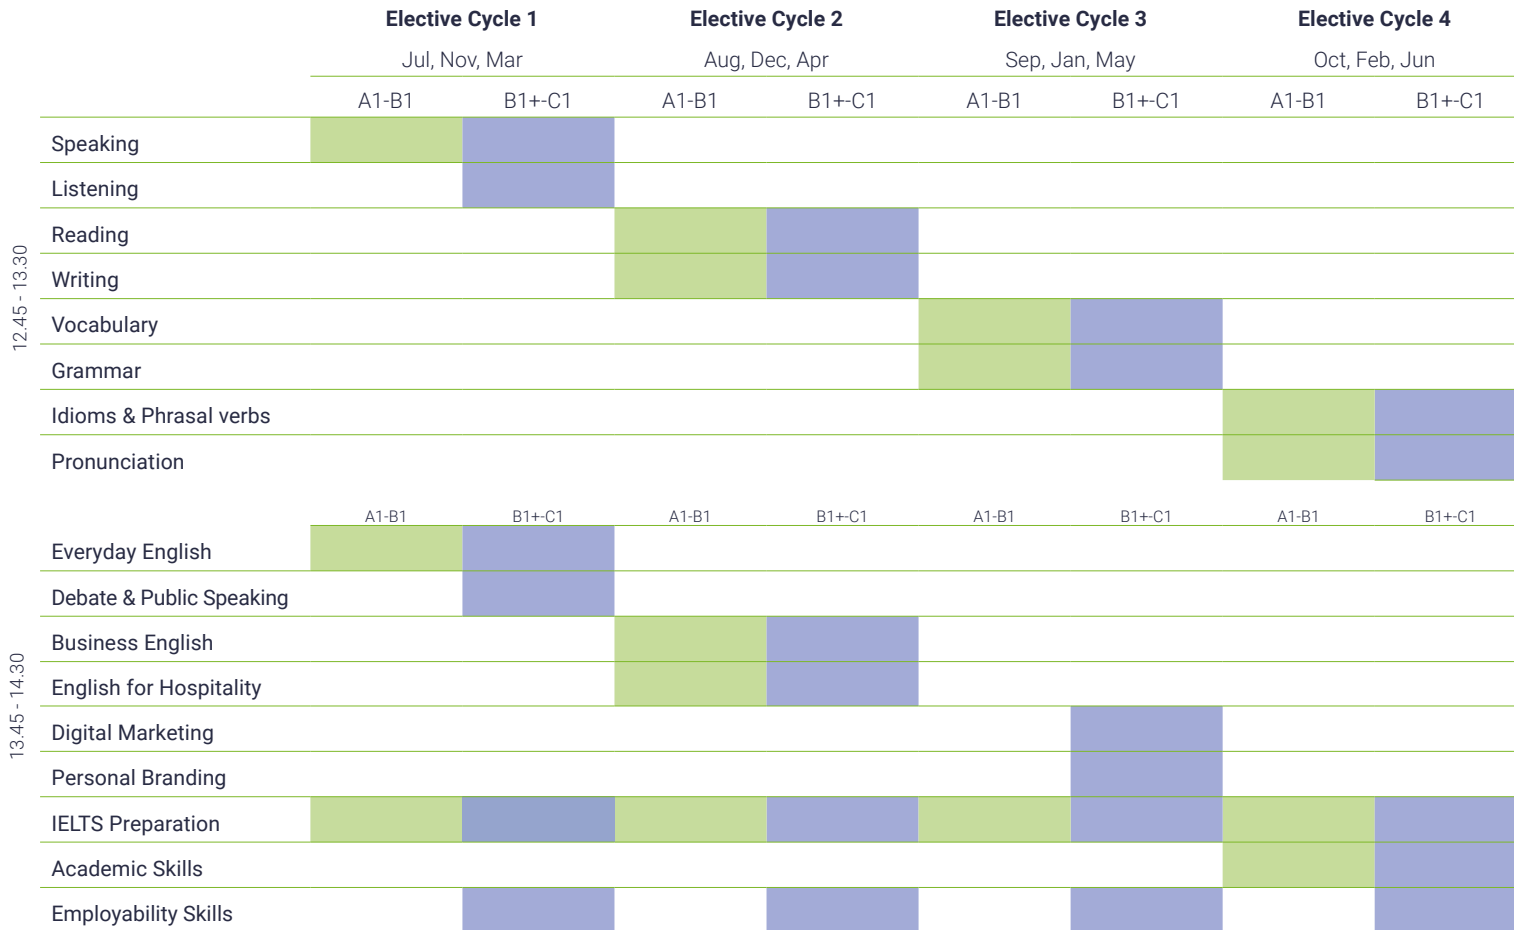 Elective Cycle 1 Elective Cycle 2 Elective Cycle 3 Elective Cycle 4
Jul, Nov, Mar Aug, Dec, Apr Sep, Jan, May Oct, Feb, Jun
A1-B1 B1+-C1 A1-B1 B1+-C1 A1-B1 B1+-C1 A1-B1 B1+-C1
12.45 - 13.30
Speaking
Listening
Reading
Writing
Vocabulary
Grammar
Idioms & Phrasal verbs
Pronunciation
A1-B1 B1+-C1 A1-B1 B1+-C1 A1-B1 B1+-C1 A1-B1 B1+-C1
13.45 - 14.30
Everyday English
Debate & Public Speaking
Business English
English for Hospitality
Digital Marketing
Personal Branding
IELTS Preparation
Academic Skills
Employability Skills